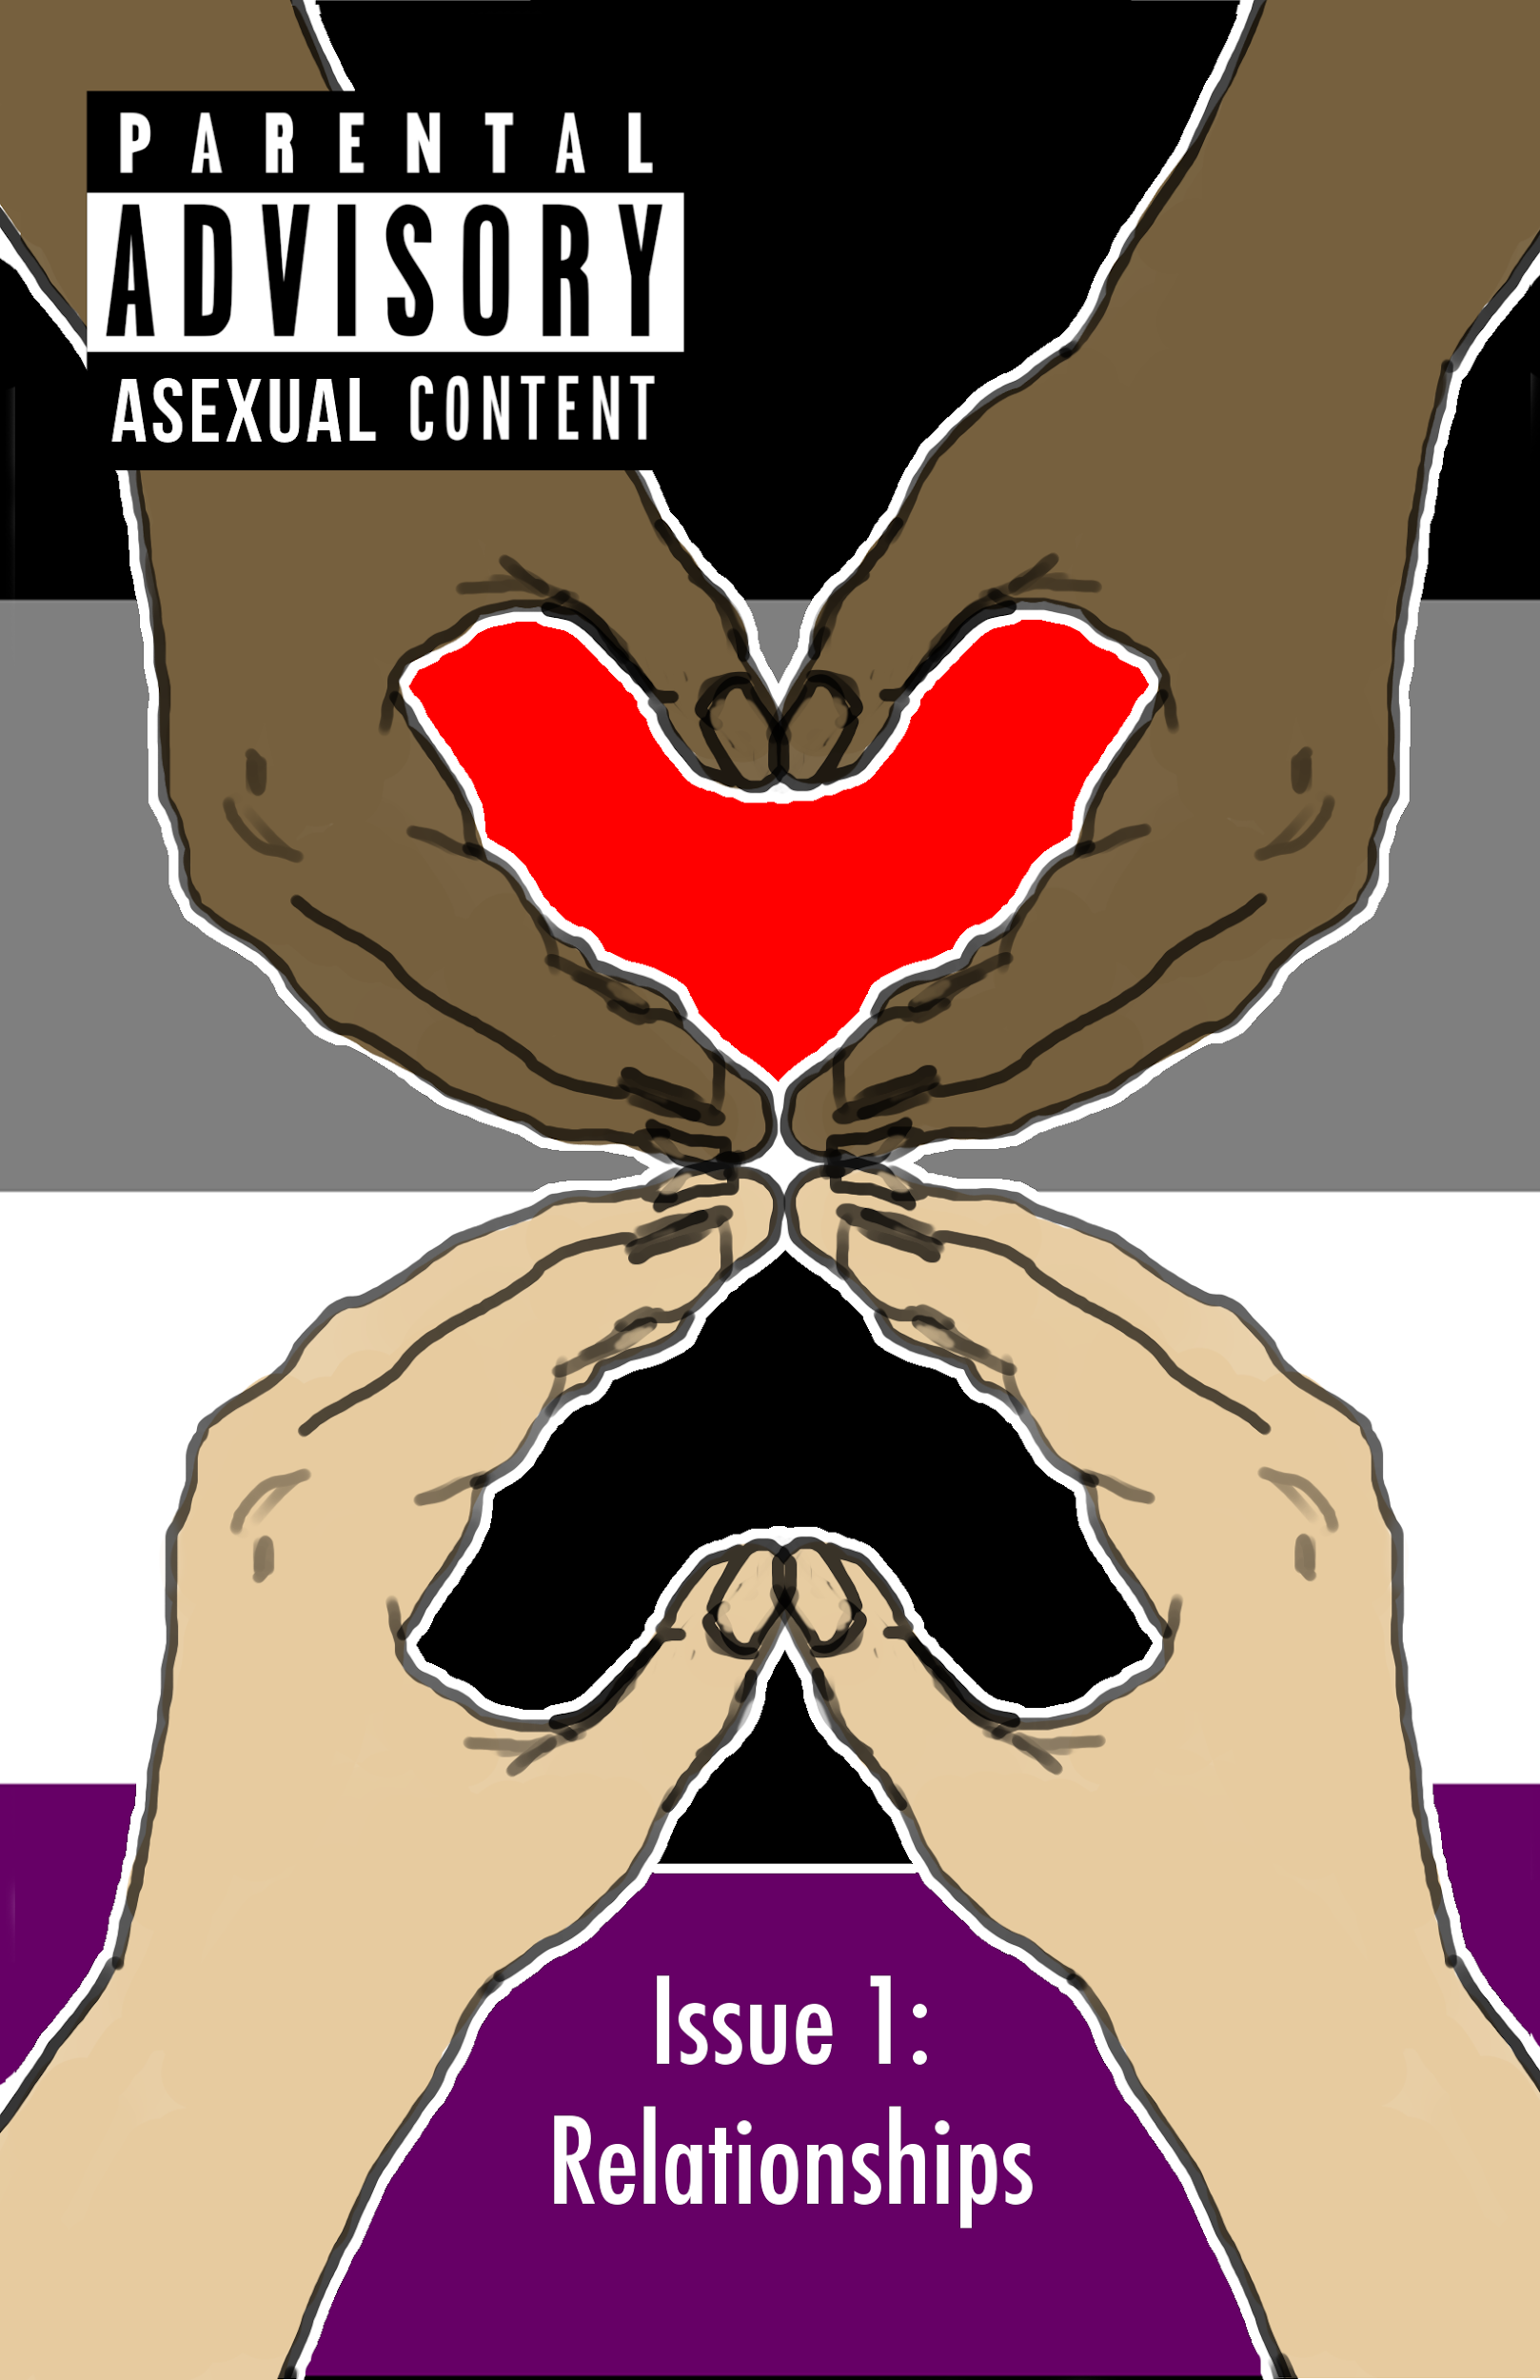 PARENTAL
ADVISORY
ASEXUAL CONTENT
Issue 1:
Relationships